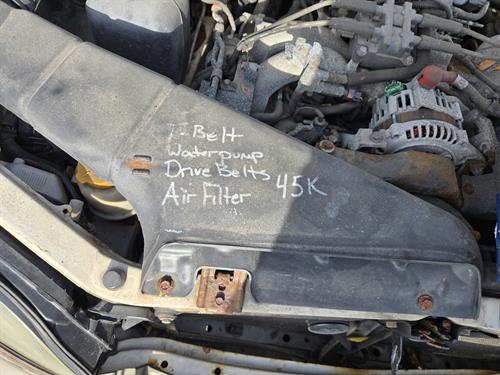 T-Belt
Waterpump
Drive Belts
Air Filter 45K